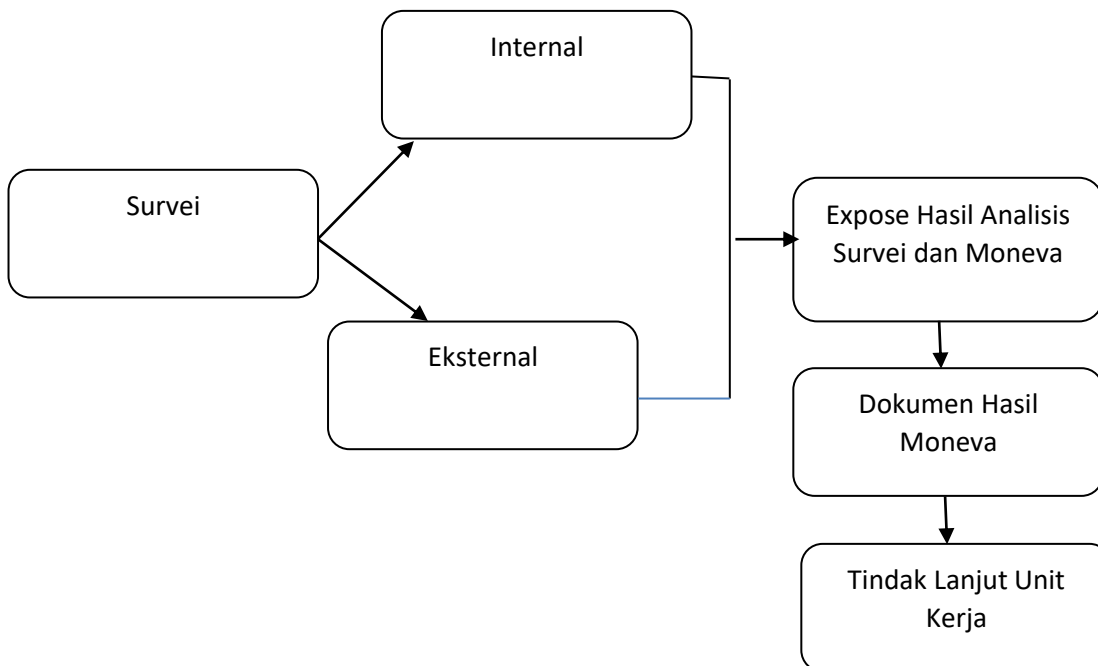 Internal
Survei
Eksternal
Expose Hasil Analisis
Survei dan Moneva
Dokumen Hasil
Moneva
Tindak Lanjut Unit
Kerja